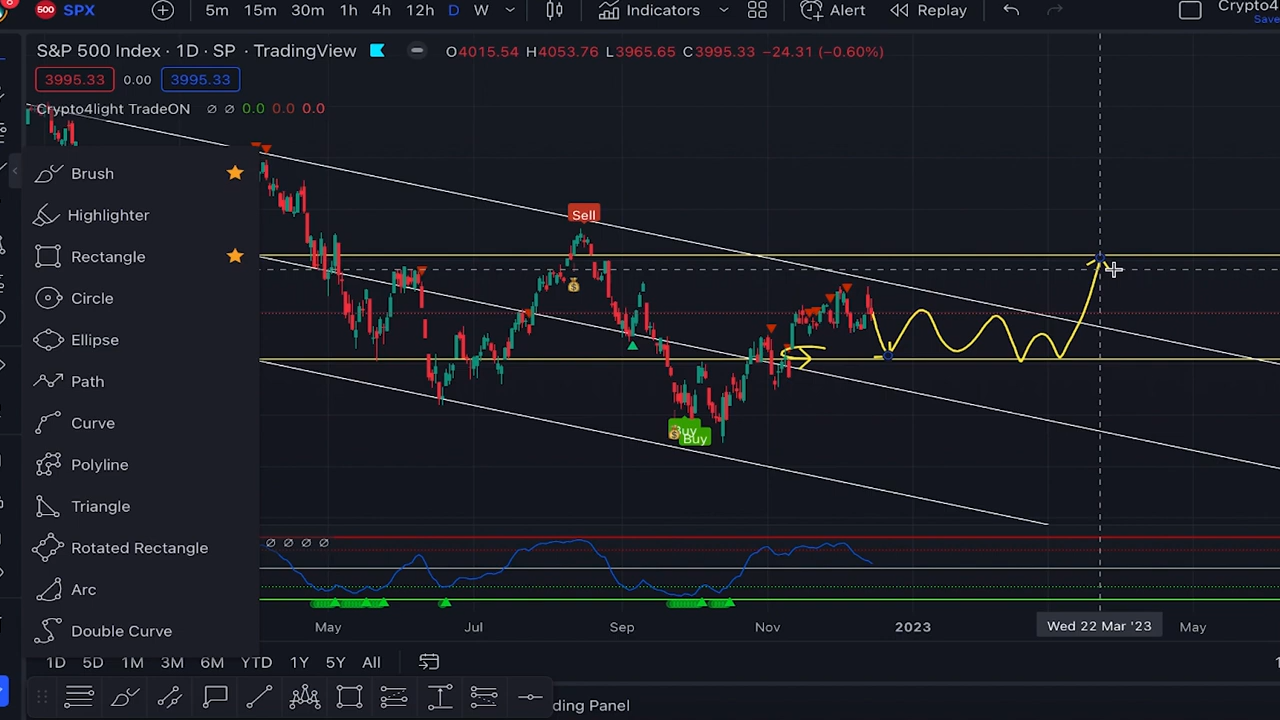 8
500 SPX 5m 15m 30m 1h 4h 12h D W Indicators Alert Replay Crypto4
Save
S&P 500 Index · 1D · SP · TradingView O4015.54 H4053.76 L3965.65 C3995.33 −24.31 (−0.60%)
3995.33 0.00 3995.33
Crypto4light TradeON ∅ ∅ 0.0 0.0 0.0
Brush
Highlighter
Rectangle
Circle
Ellipse
Path
Curve
Polyline
Triangle
Rotated Rectangle
Arc
Double Curve
Sell
Buy
Buy
∅ ∅ ∅ ∅
May Jul Sep Nov 2023 Wed 22 Mar '23 May
1D 5D 1M 3M 6M YTD 1Y 5Y All
ding Panel